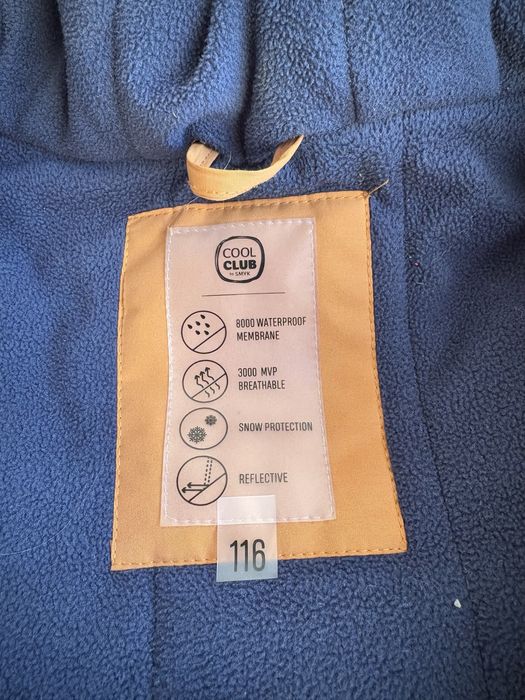 COOL
CLUB
by SMYK
8000 WATERPROOF
MEMBRANE
3000 MVP
BREATHABLE
SNOW PROTECTION
REFLECTIVE
116